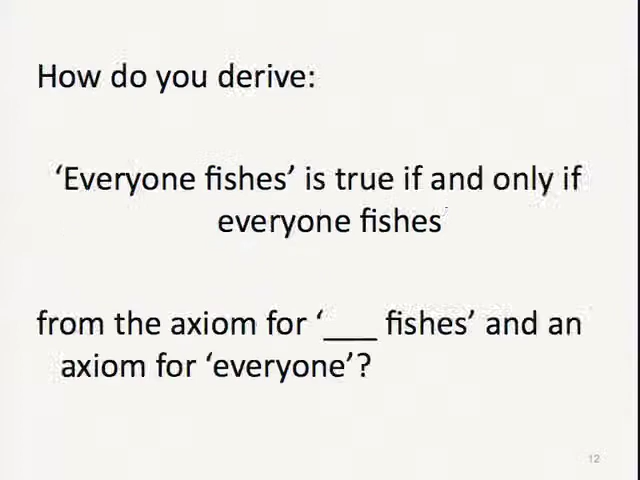 How do you derive:
‘Everyone fishes’ is true if and only if
everyone fishes
from the axiom for ‘___ fishes’ and an
axiom for ‘everyone’?
12